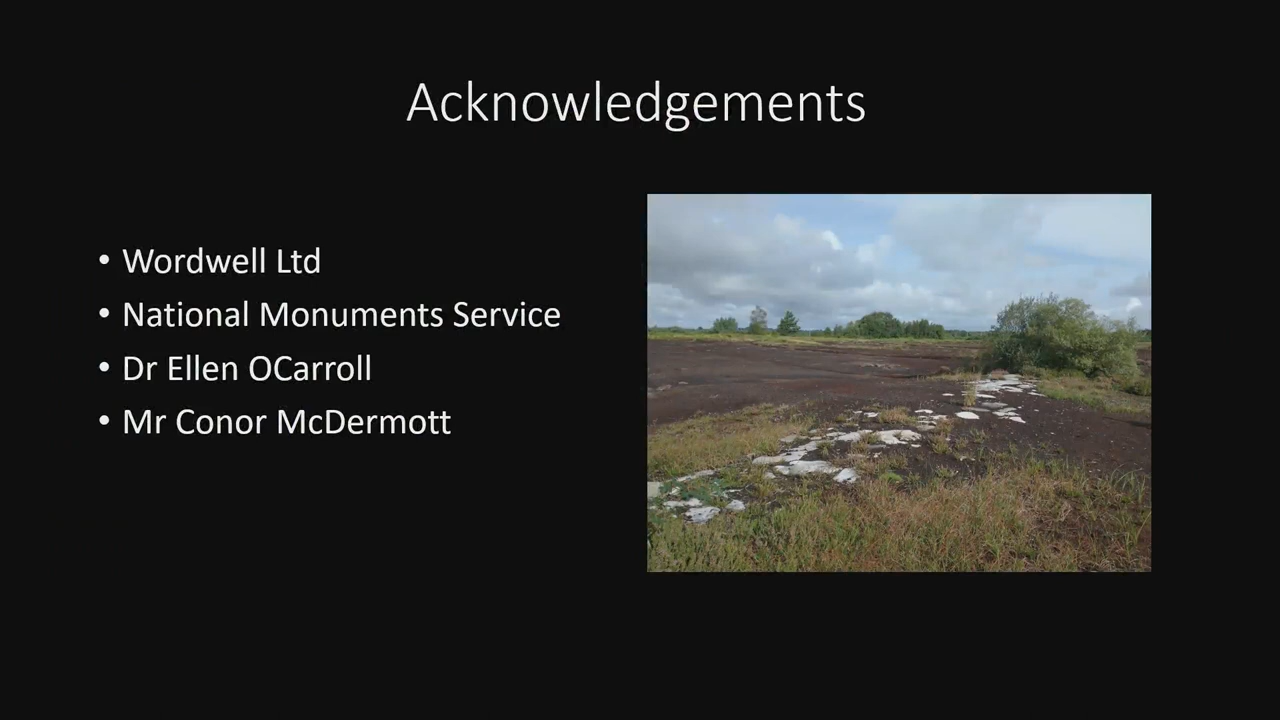 Acknowledgements
• Wordwell Ltd
• National Monuments Service
• Dr Ellen OCarroll
• Mr Conor McDermott